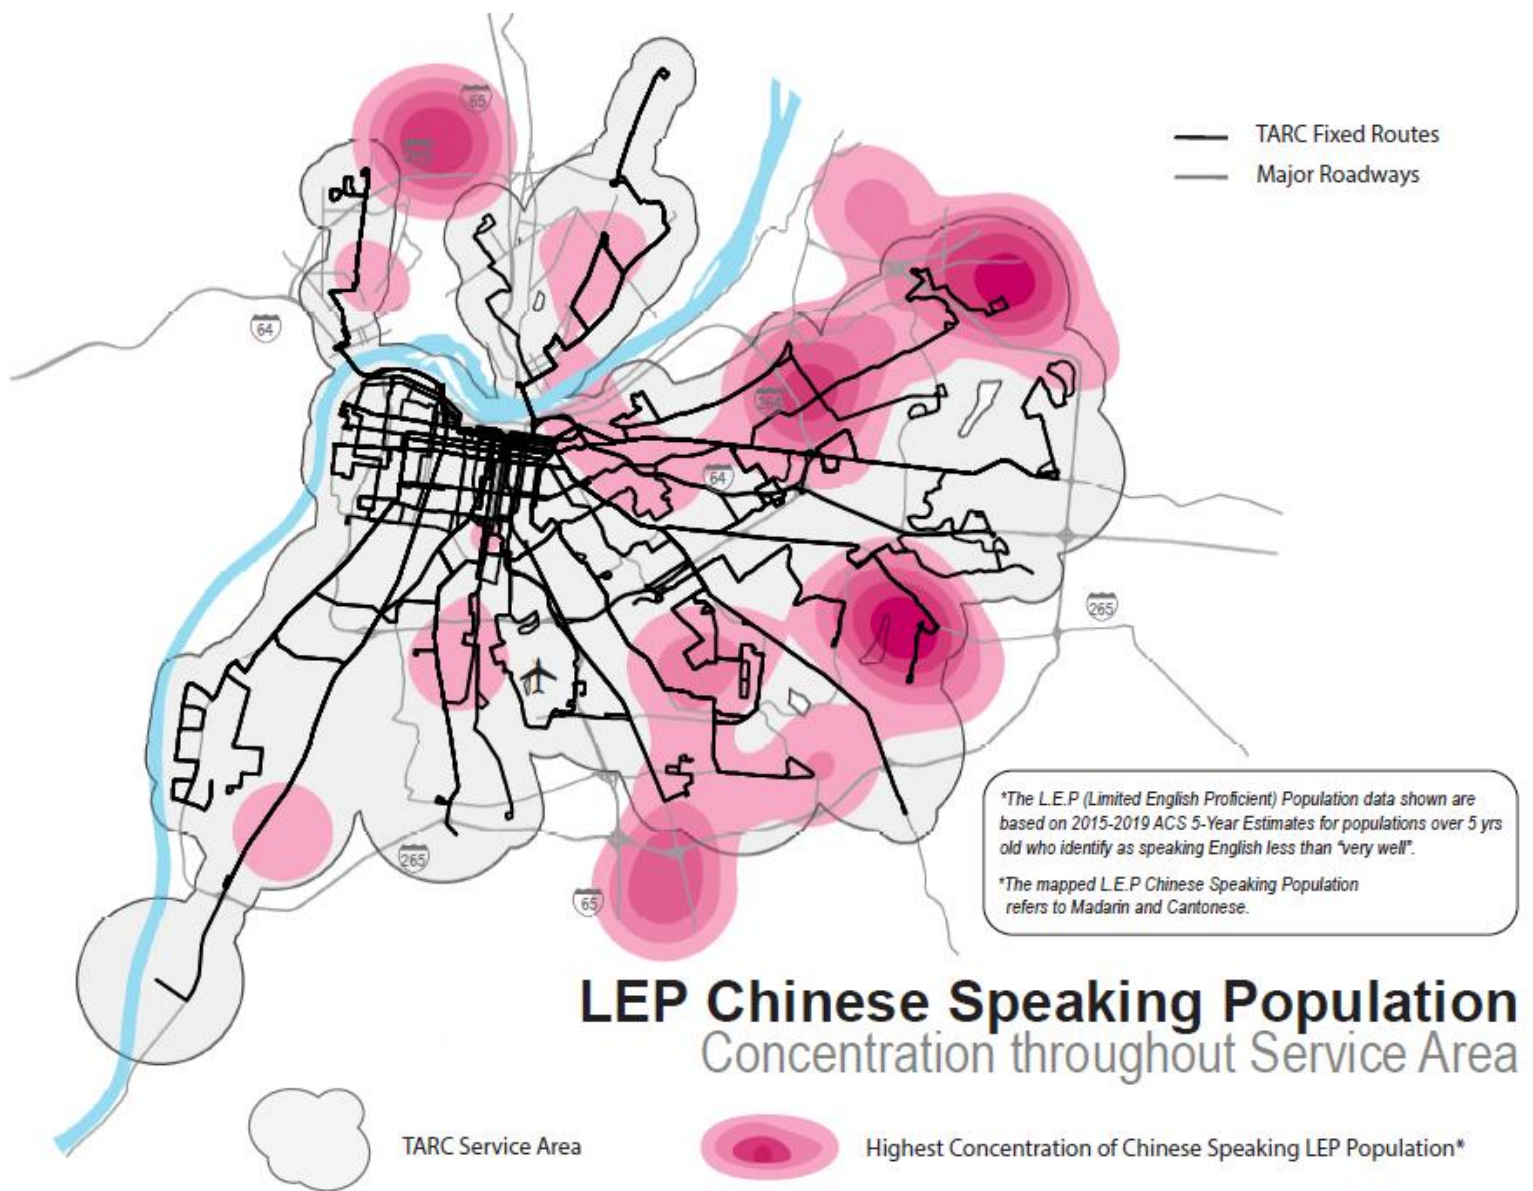 65
265
TARC Fixed Routes
Major Roadways
64
264
64
265
*The L.E.P (Limited English Proficient) Population data shown are
based on 2015-2019 ACS 5-Year Estimates for populations over 5 yrs
old who identify as speaking English less than “very well”.
*The mapped L.E.P Chinese Speaking Population
refers to Madarin and Cantonese.
265
65
LEP Chinese Speaking Population
Concentration throughout Service Area
TARC Service Area
Highest Concentration of Chinese Speaking LEP Population*